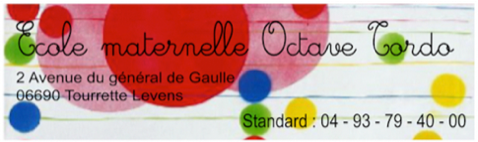 Ecole maternelle Octave Tordo
2 Avenue du général de Gaulle
06690 Tourrette Levens
Standard : 04 - 93 - 79 - 40 - 00